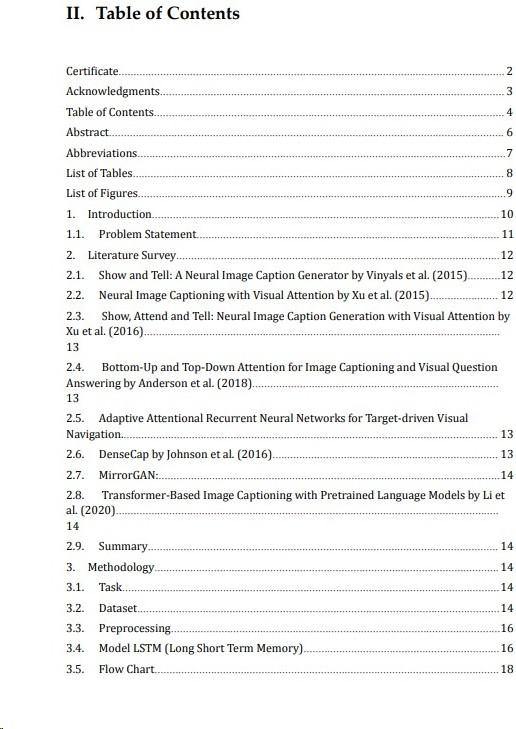 II. Table of Contents
Certificate 2
Acknowledgments 3
Table of Contents 4
Abstract 6
Abbreviations 7
List of Tables 8
List of Figures 9
1. Introduction 10
1.1. Problem Statement 11
2. Literature Survey 12
2.1. Show and Tell: A Neural Image Caption Generator by Vinyals et al. (2015) 12
2.2. Neural Image Captioning with Visual Attention by Xu et al. (2015) 12
2.3. Show, Attend and Tell: Neural Image Caption Generation with Visual Attention by
Xu et al. (2016)
13
2.4. Bottom-Up and Top-Down Attention for Image Captioning and Visual Question
Answering by Anderson et al. (2018)
13
2.5. Adaptive Attentional Recurrent Neural Networks for Target-driven Visual
Navigation. 13
2.6. DenseCap by Johnson et al. (2016) 13
2.7. MirrorGAN: 14
2.8. Transformer-Based Image Captioning with Pretrained Language Models by Li et
al. (2020)
14
2.9. Summary 14
3. Methodology 14
3.1. Task 14
3.2. Dataset 14
3.3. Preprocessing 16
3.4. Model LSTM (Long Short Term Memory) 16
3.5. Flow Chart 18